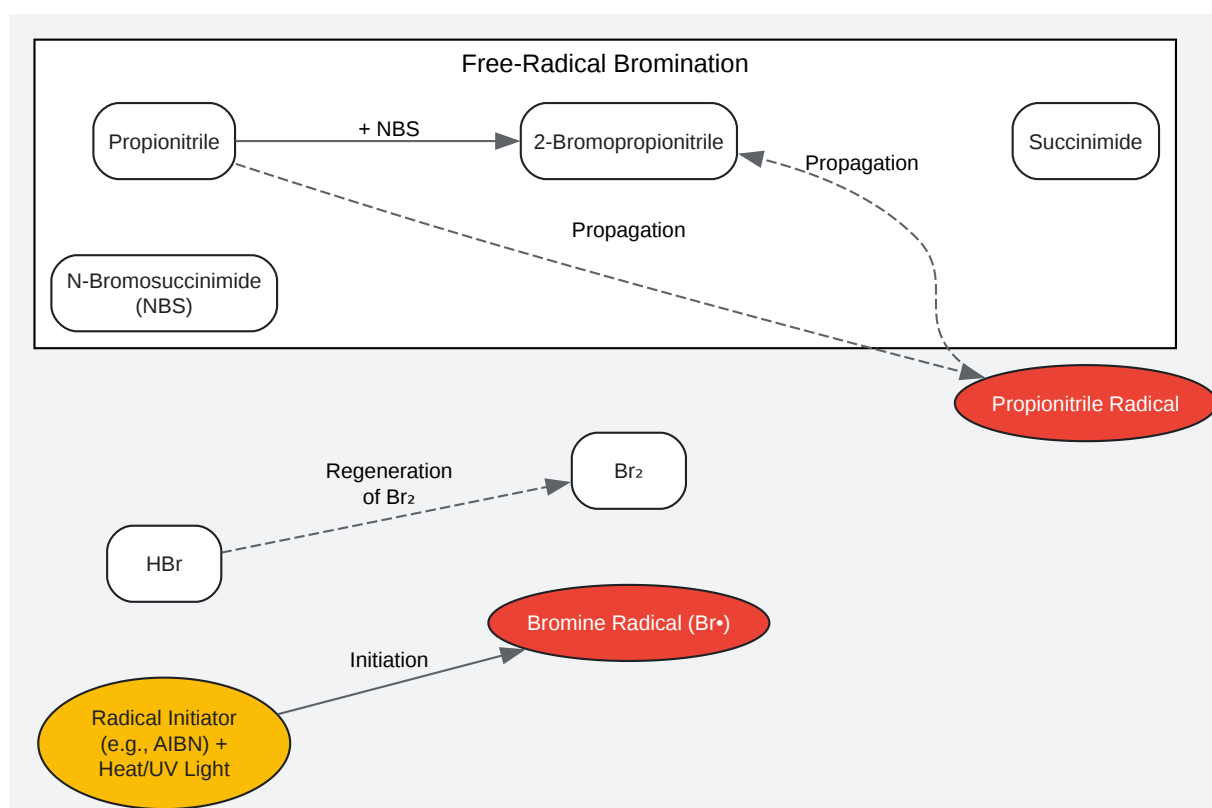 Free-Radical Bromination
Propionitrile
+ NBS
2-Bromopropionitrile
Succinimide
Propagation
Propagation
N-Bromosuccinimide
(NBS)
Propionitrile Radical
Regeneration
of Br₂
Br₂
HBr
Bromine Radical (Br•)
Initiation
Radical Initiator
(e.g., AIBN) +
Heat/UV Light